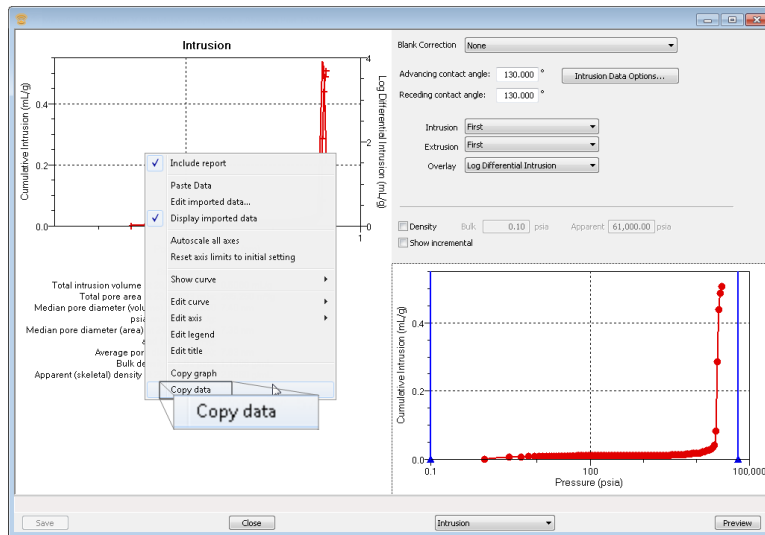 Intrusion
Cumulative Intrusion (mL/g)
Log Differential Intrusion (mL/g)
0.4
0.2
0.0
4
2
0
1
Total intrusion volume
Total pore area
Median pore diameter (volu
psia
Median pore diameter (area)
Average por
Bulk de
Apparent (skeletal) density
Include report
Paste Data
Edit imported data...
Display imported data
Autoscale all axes
Reset axis limits to initial setting
Show curve
Edit curve
Edit axis
Edit legend
Edit title
Copy graph
Copy data
Copy data
Blank Correction None
Advancing contact angle: 130.000 °
Intrusion Data Options...
Receding contact angle: 130.000 °
Intrusion First
Extrusion First
Overlay Log Differential Intrusion
Density Bulk 0.10 psia Apparent 61,000.00 psia
Show incremental
Cumulative Intrusion (mL/g)
0.4
0.2
0.0
0.1 100 100,000
Pressure (psia)
Save Close Intrusion Preview